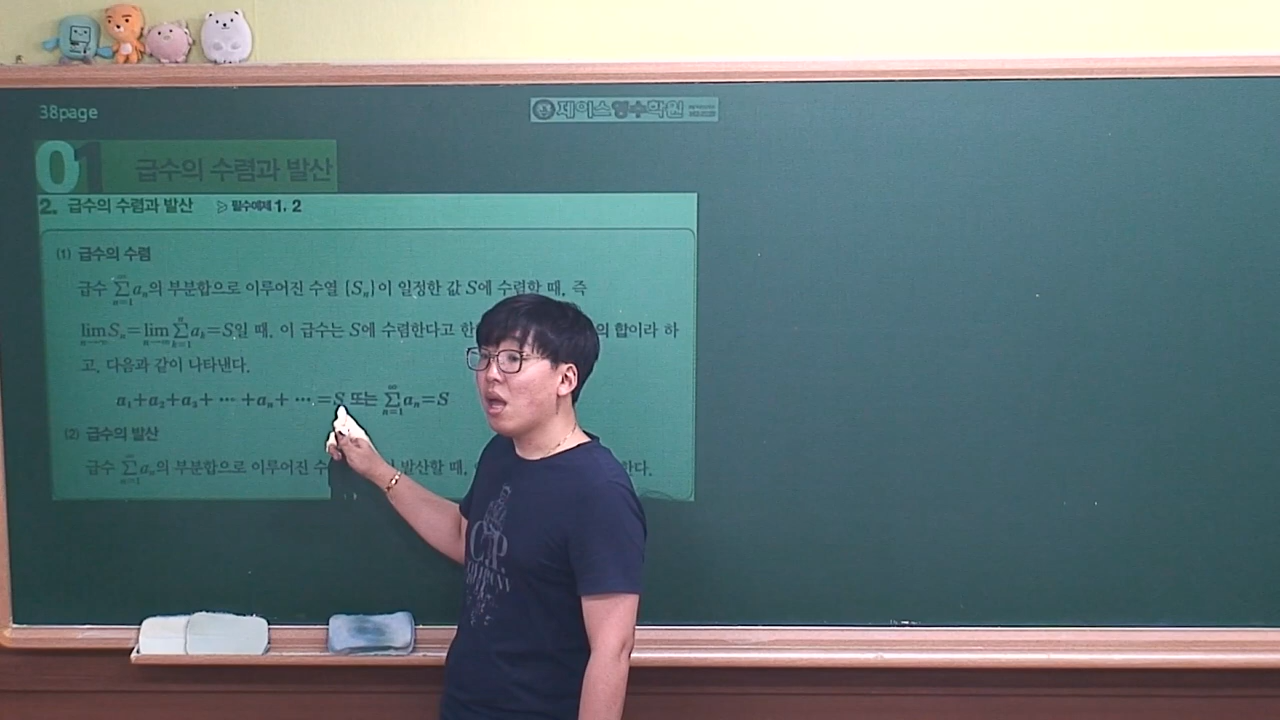 38page
제이스영수학원
01 급수의 수렴과 발산
2. 급수의 수렴과 발산 ▷ 필수예제 1, 2
(1) 급수의 수렴
급수 ∑_{n=1}^{∞} a_n의 부분합으로 이루어진 수열 {S_n}이 일정한 값 S에 수렴할 때, 즉
lim_{n→∞} S_n = lim_{n→∞} ∑_{k=1}^{n} a_k = S일 때, 이 급수는 S에 수렴한다고 한 의 합이라 하
고, 다음과 같이 나타낸다.
a_1+a_2+a_3+ ⋯ +a_n+ ⋯ =S 또는 ∑_{n=1}^{∞} a_n=S
(2) 급수의 발산
급수 ∑_{n=1}^{∞} a_n의 부분합으로 이루어진 수 발산할 때, 한다.
C.P.